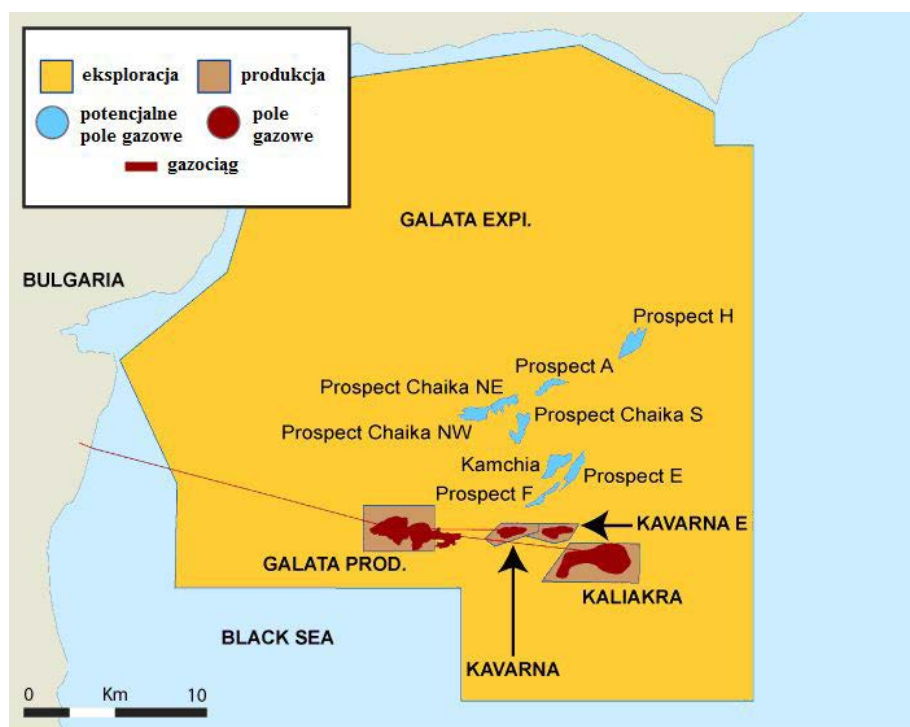 eksploracja
produkcja
potencjalne
pole gazowe
pole
gazowe
gazociąg
GALATA EXPI.
BULGARIA
Prospect H
Prospect A
Prospect Chaika NE
Prospect Chaika S
Prospect Chaika NW
Kamchia
Prospect E
Prospect F
KAVARNA E
GALATA PROD.
KALIAKRA
BLACK SEA
KAVARNA
0 Km 10